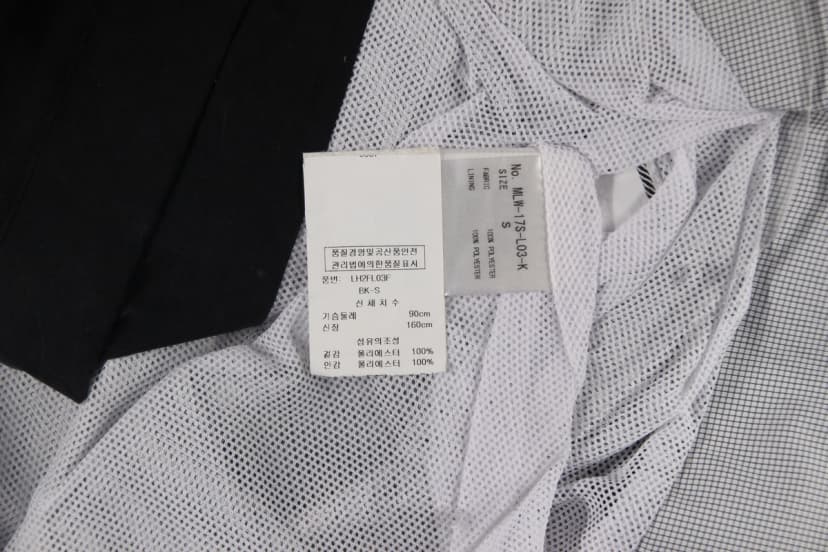 품질경영및공산품안전
관리법에의한품질표시
품번: LH2FL03F
BK-S
신 체 치 수
가슴둘레 90cm
신장 160cm
섬유의조성
겉감 폴리에스터 100%
안감 폴리에스터 100%
No. MLW-17S-L03-K
SIZE S
FABRIC 100% POLYESTER
LINING 100% POLYESTER